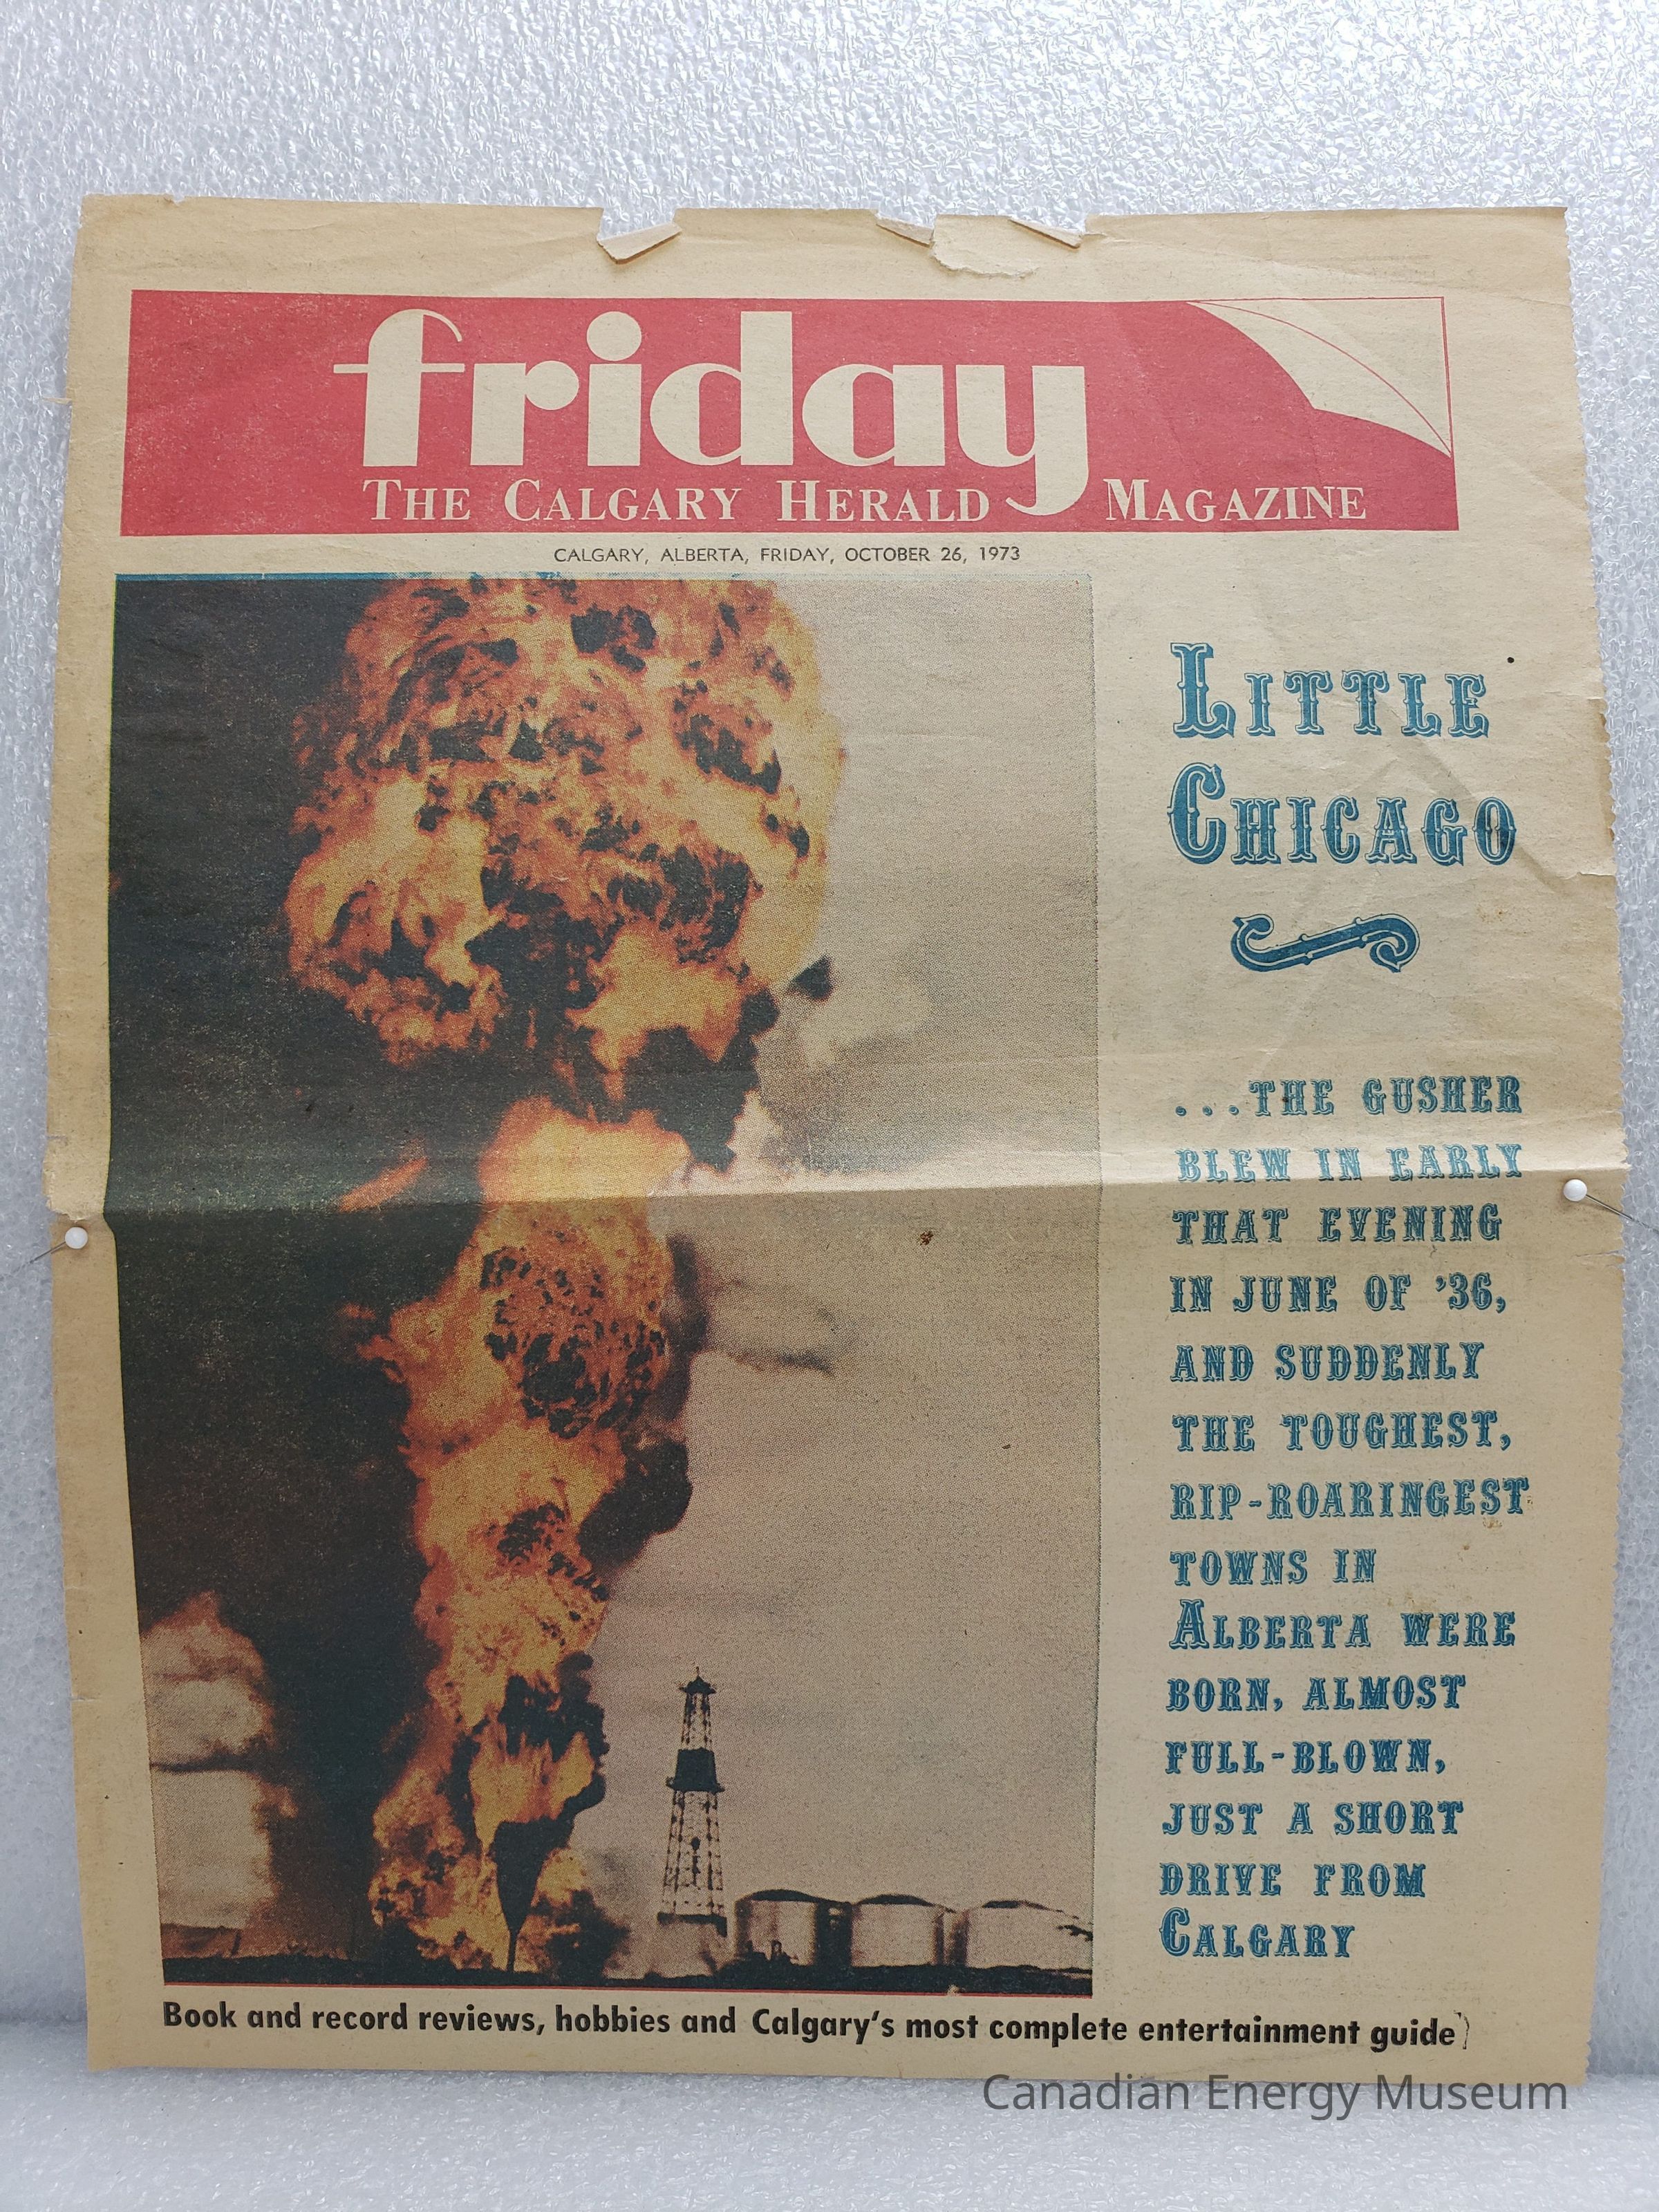 friday
THE CALGARY HERALD MAGAZINE
CALGARY, ALBERTA, FRIDAY, OCTOBER 26, 1973
LITTLE
CHICAGO
...THE GUSHER
BLEW IN EARLY
THAT EVENING
IN JUNE OF '36,
AND SUDDENLY
THE TOUGHEST,
RIP-ROARINGEST
TOWNS IN
ALBERTA WERE
BORN, ALMOST
FULL-BLOWN,
JUST A SHORT
DRIVE FROM
CALGARY
Book and record reviews, hobbies and Calgary's most complete entertainment guide
Canadian Energy Museum